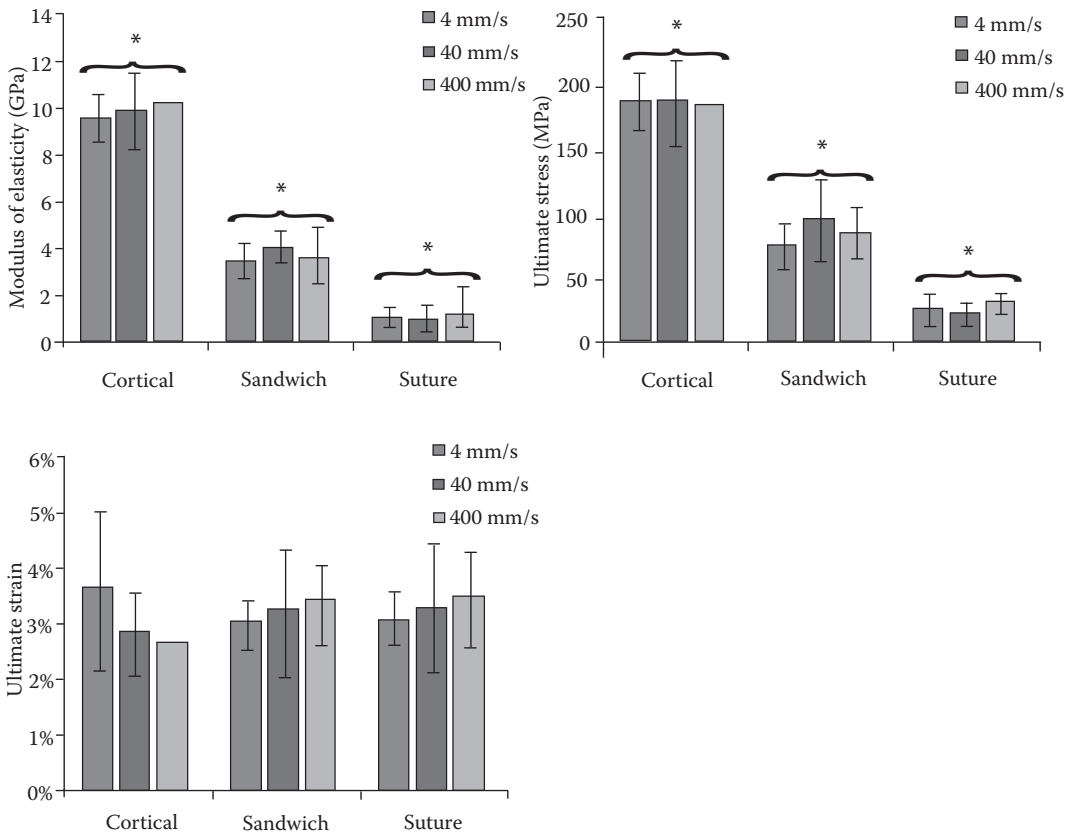 Modulus of elasticity (GPa)
14
12
10
8
6
4
2
0
*
*
*
4 mm/s
40 mm/s
400 mm/s
Cortical
Sandwich
Suture
Ultimate stress (MPa)
250
200
150
100
50
0
*
*
*
4 mm/s
40 mm/s
400 mm/s
Cortical
Sandwich
Suture
Ultimate strain
6%
5%
4%
3%
2%
1%
0%
4 mm/s
40 mm/s
400 mm/s
Cortical
Sandwich
Suture